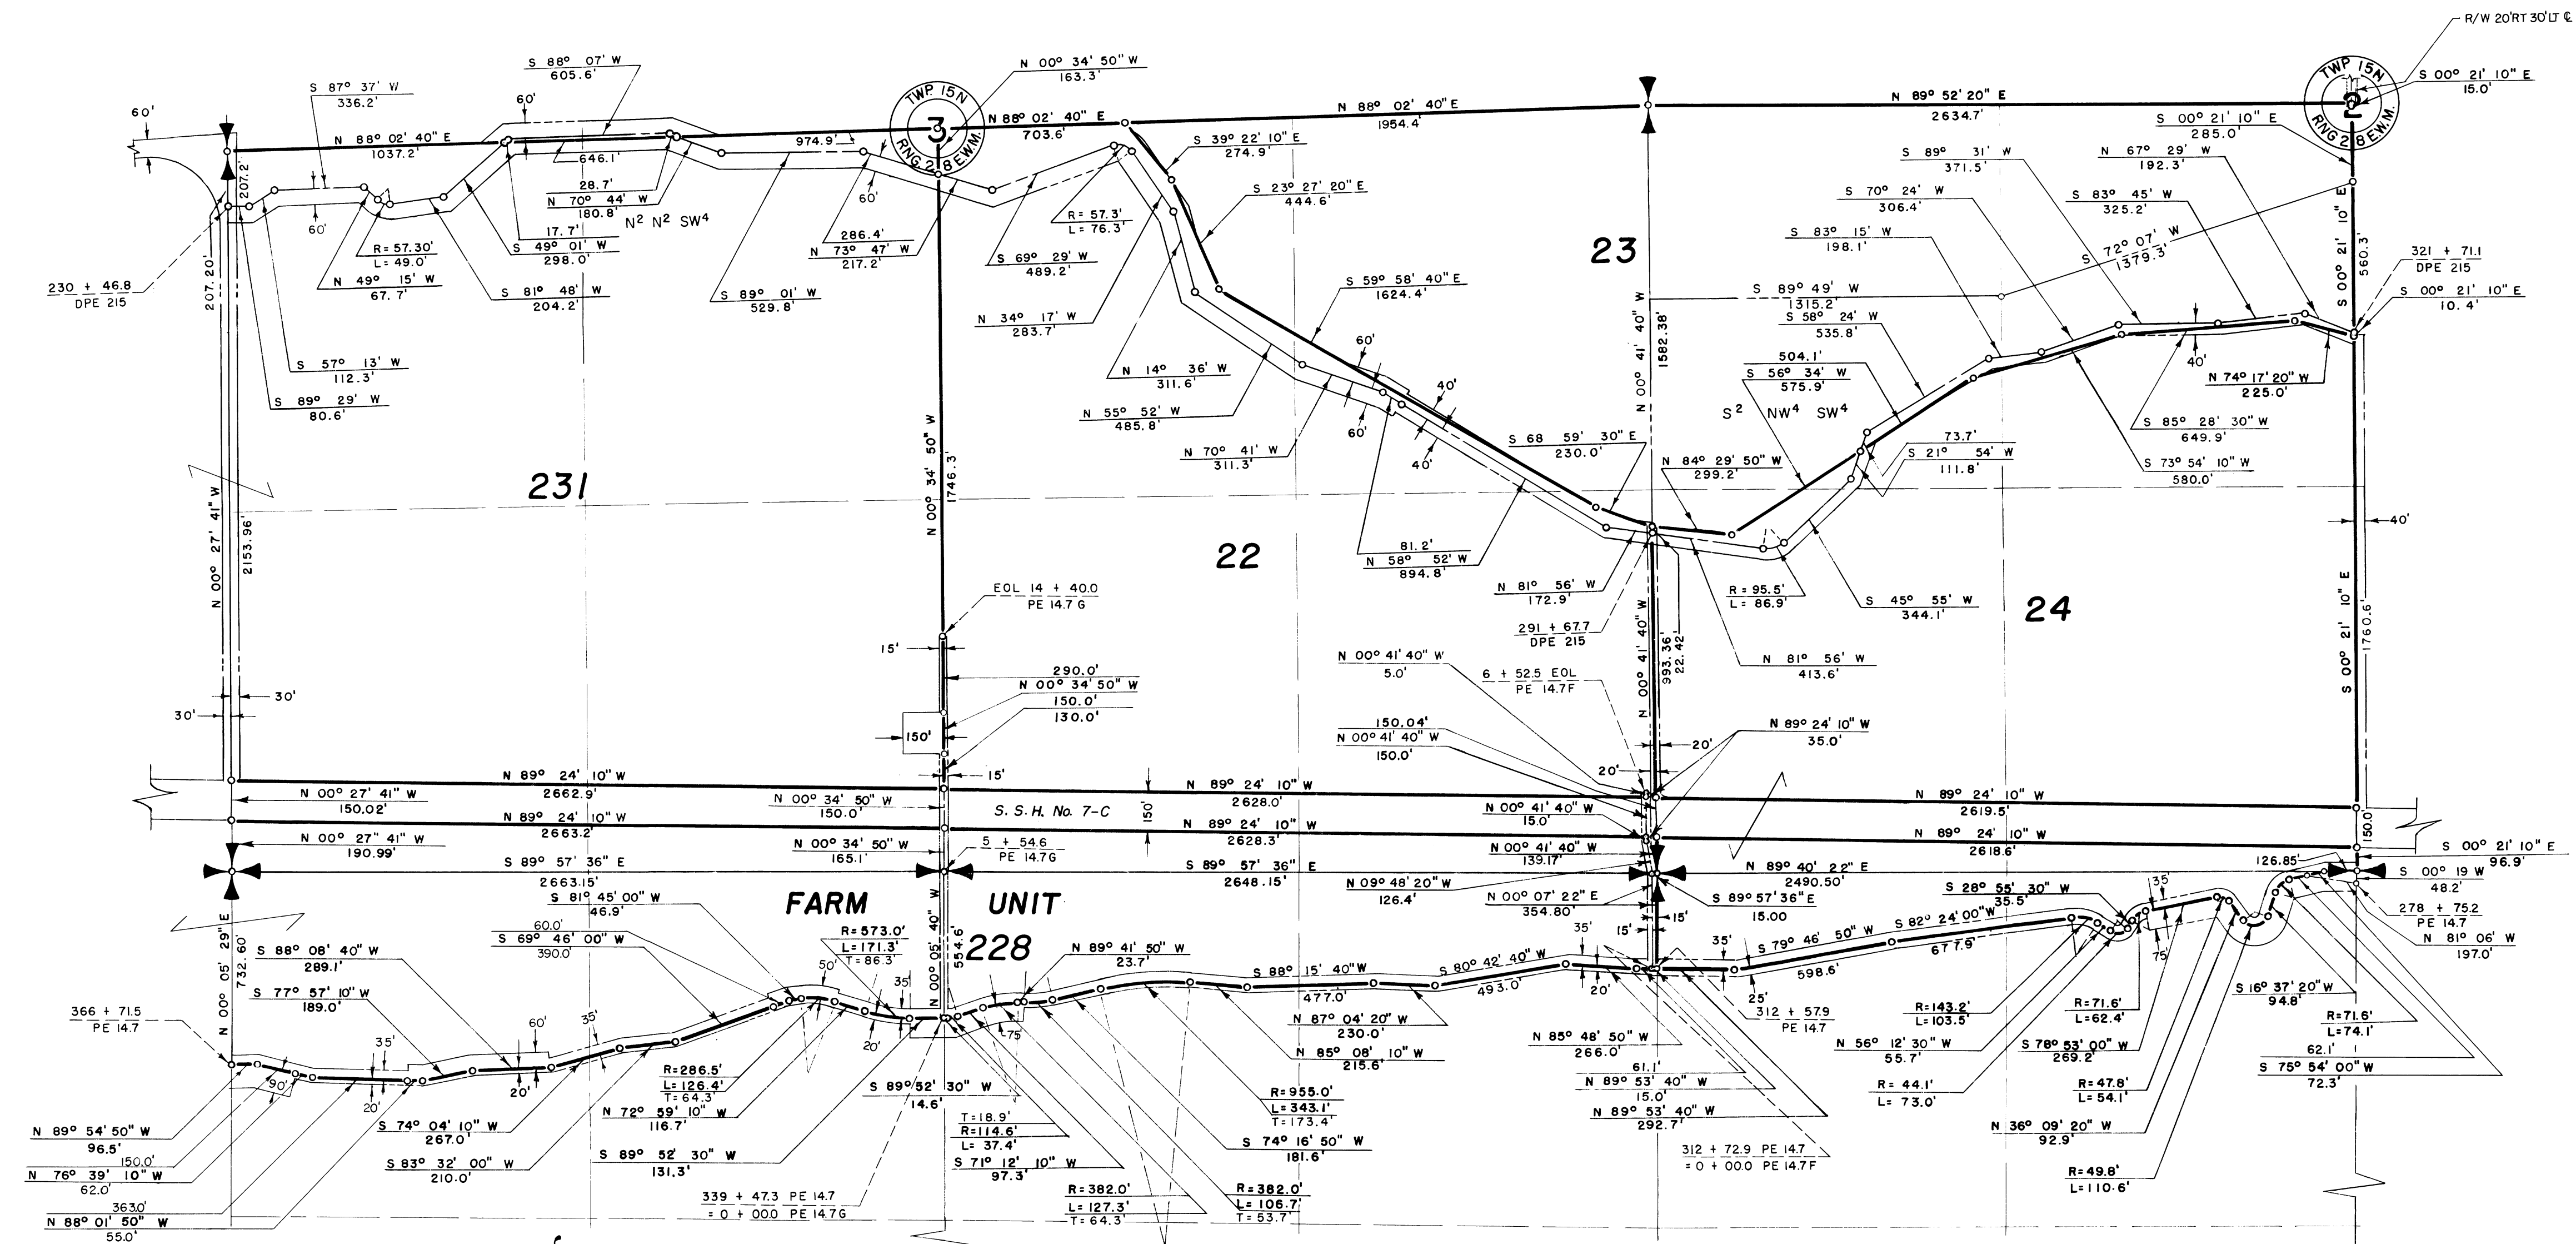 R/W 20'RT 30'LT ℄
S 88° 07' W
605.6'
N 00° 34' 50" W
163.3'
TWP. 15N
3
RNG. 28 E.W.M.
TWP. 15N
2
RNG. 28 E.W.M.
S 00° 21' 10" E
15.0'
S 87° 37' W
336.2'
60'
60'
N 88° 02' 40" E
1037.2'
646.1'
974.9'
N 88° 02' 40" E
703.6'
N 88° 02' 40" E
1954.4'
N 89° 52' 20" E
2634.7'
S 00° 21' 10" E
285.0'
S 39° 22' 10" E
274.9'
S 89° 31' W
371.5'
N 67° 29' W
192.3'
207.2'
28.7'
N 70° 44' W
180.8'
N² N² SW⁴
60'
S 23° 27' 20" E
444.6'
S 70° 24' W
306.4'
S 83° 45' W
325.2'
S 00° 21' 10" E
560.3'
60'
R= 57.30'
L= 49.0'
17.7'
S 49° 01' W
298.0'
286.4'
N 73° 47' W
217.2'
R= 57.3'
L= 76.3'
S 69° 29' W
489.2'
23
S 83° 15' W
198.1'
S 72° 07' W
1379.3'
321 + 71.1
DPE 215
207.20'
230 + 46.8
DPE 215
N 49° 15' W
67.7'
S 81° 48' W
204.2'
S 89° 01' W
529.8'
S 59° 58' 40" E
1624.4'
S 89° 49' W
1315.2'
S 00° 21' 10" E
10.4'
N 34° 17' W
283.7'
N 00° 41' 40" W
1582.38'
S 58° 24' W
535.8'
S 57° 13' W
112.3'
N 14° 36' W
311.6'
60'
504.1'
S 56° 34' W
575.9'
40'
N 74° 17' 20" W
225.0'
S 89° 29' W
80.6'
N 55° 52' W
485.8'
40'
S² NW⁴ SW⁴
S 85° 28' 30" W
649.9'
N 70° 41' W
311.3'
60'
40'
S 68 59' 30" E
230.0'
73.7'
S 21° 54' W
111.8'
N 84° 29' 50" W
299.2'
S 73° 54' 10" W
580.0'
231
N 00° 34' 50" W
1746.3'
N 00° 27' 41" W
2153.96'
40'
22
81.2'
N 58° 52' W
894.8'
N 81° 56' W
172.9'
R= 95.5'
L= 86.9'
S 45° 55' W
344.1'
24
EOL 14 + 40.0
PE 14.7 G
291 + 67.7
DPE 215
N 00° 41' 40" W
993.36'
22.42'
S 00° 21' 10" E
1760.6'
15'
N 00° 41' 40" W
5.0'
N 81° 56' W
413.6'
290.0'
N 00° 34' 50" W
150.0'
130.0'
6 + 52.5 EOL
PE 14.7F
30'
30'
150'
150.04'
N 00° 41' 40" W
150.0'
N 89° 24' 10" W
35.0'
20'
20'
15'
N 89° 24' 10" W
2662.9'
N 89° 24' 10" W
2628.0'
N 89° 24' 10" W
2619.5'
N 00° 27' 41" W
150.02'
N 00° 34' 50" W
150.0'
S. S. H. No. 7-C
150'
N 00° 41' 40" W
15.0'
150.0'
N 89° 24' 10" W
2663.2'
N 89° 24' 10" W
2628.3'
N 89° 24' 10" W
2618.6'
N 00° 27" 41" W
190.99'
N 00° 34' 50" W
165.1'
5 + 54.6
PE 14.7G
N 00° 41' 40" W
139.17'
S 00° 21' 10" E
96.9'
S 89° 57' 36" E
2663.15'
S 89° 57' 36" E
2648.15'
N 89° 40' 22" E
2490.50'
126.85'
N 09° 48' 20" W
126.4'
S 00° 19 W
48.2'
S 81° 45' 00" W
46.9'
FARM UNIT
228
N 00° 07' 22" E
354.80'
S 89° 57' 36" E
15.00
S 28° 55' 30" W
35.5'
35'
278 + 75.2
PE 14.7
N 00° 05' 29" E
732.60'
60.0'
S 69° 46' 00" W
390.0'
R= 573.0'
L= 171.3'
T= 86.3'
N 00° 05' 40" W
554.6'
N 89° 41' 50" W
23.7'
15'
15'
S 82° 24' 00" W
677.9'
N 81° 06' W
197.0'
S 88° 08' 40" W
289.1'
50'
35'
S 88° 15' 40" W
477.0'
S 80° 42' 40" W
493.0'
35'
20'
35'
25'
S 79° 46' 50" W
598.6'
75'
S 77° 57' 10" W
189.0'
S 16° 37' 20" W
94.8'
366 + 71.5
PE 14.7
35'
60'
35'
20'
75'
N 87° 04' 20" W
230.0'
312 + 57.9
PE 14.7
R= 143.2'
L= 103.5'
R= 71.6'
L= 62.4'
R= 71.6'
L= 74.1'
90'
20'
20'
R= 286.5'
L= 126.4'
T= 64.3'
S 89° 52' 30" W
14.6'
N 85° 08' 10" W
215.6'
N 85° 48' 50" W
266.0'
N 56° 12' 30" W
55.7'
S 78° 53' 00" W
269.2'
62.1'
S 75° 54' 00" W
72.3'
61.1'
N 89° 53' 40" W
15.0'
R= 44.1'
L= 73.0'
R= 47.8'
L= 54.1'
N 72° 59' 10" W
116.7'
T= 18.9'
R= 114.6'
L= 37.4'
R= 955.0'
L= 343.1'
T= 173.4'
N 89° 53' 40" W
292.7'
N 89° 54' 50" W
96.5'
S 74° 04' 10" W
267.0'
S 74° 16' 50" W
181.6'
N 36° 09' 20" W
92.9'
150.0'
N 76° 39' 10" W
62.0'
S 83° 32' 00" W
210.0'
S 89° 52' 30" W
131.3'
S 71° 12' 10" W
97.3'
312 + 72.9 PE 14.7
= 0 + 00.0 PE 14.7F
R= 49.8'
L= 110.6'
363.0'
N 88° 01' 50" W
55.0'
339 + 47.3 PE 14.7
= 0 + 00.0 PE 14.7G
R= 382.0'
L= 127.3'
T= 64.3'
R= 382.0'
L= 106.7'
T= 53.7'